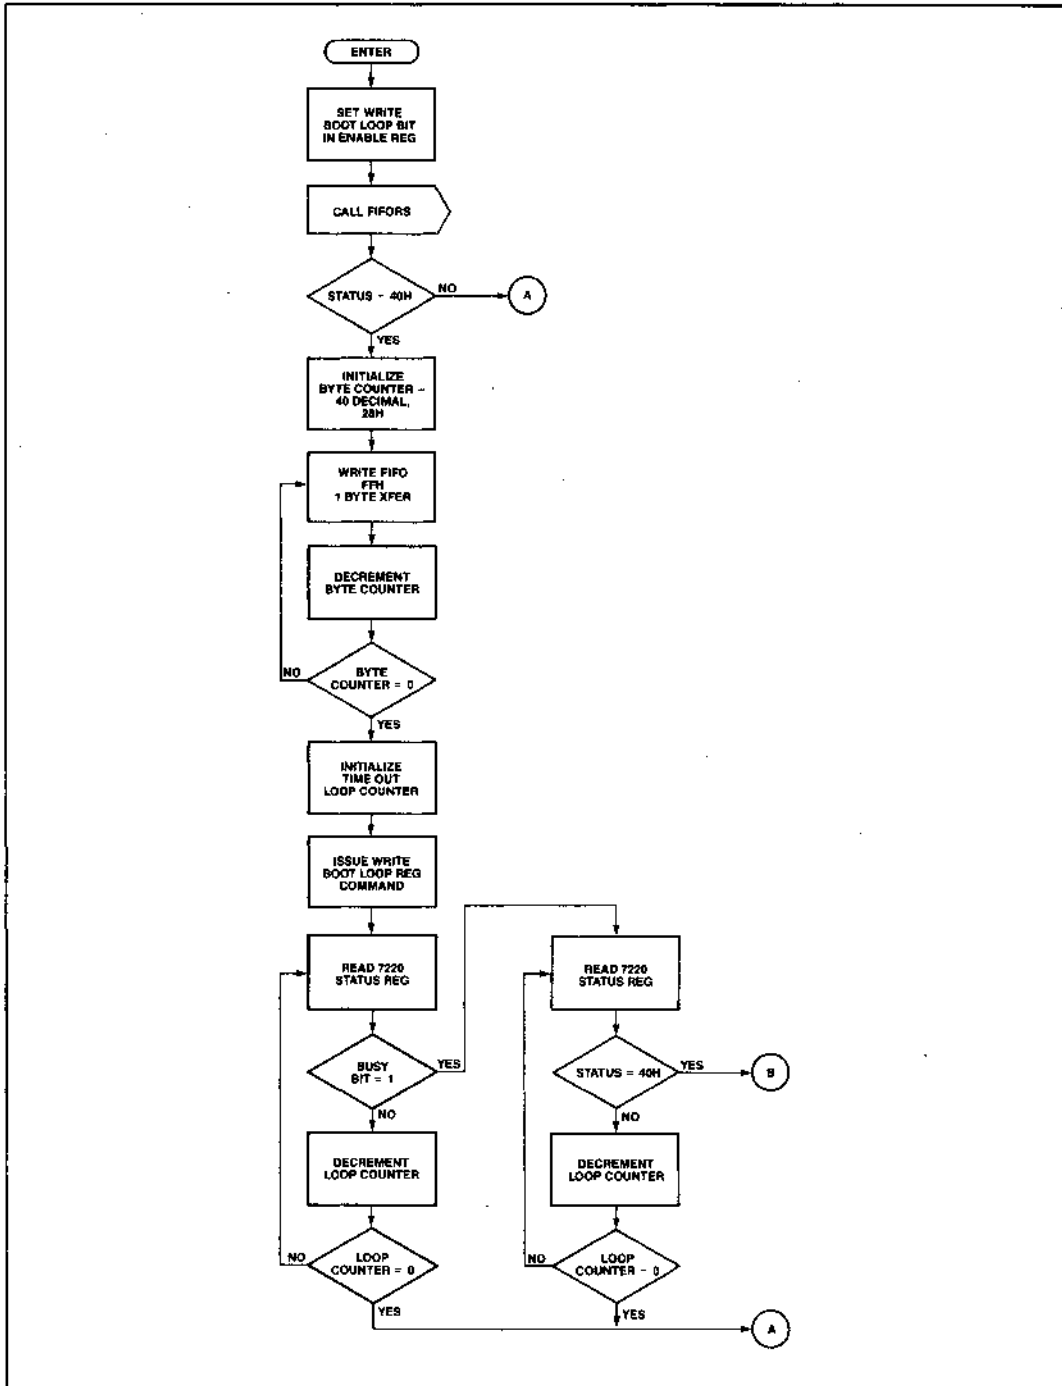 ENTER
SET WRITE
BOOT LOOP BIT
IN ENABLE REG
CALL FIFORS
STATUS = 40H
NO
A
YES
INITIALIZE
BYTE COUNTER =
40 DECIMAL,
28H
WRITE FIFO
FFH
1 BYTE XFER
DECREMENT
BYTE COUNTER
NO
BYTE
COUNTER = 0
YES
INITIALIZE
TIME OUT
LOOP COUNTER
ISSUE WRITE
BOOT LOOP REG
COMMAND
READ 7220
STATUS REG
READ 7220
STATUS REG
BUSY
BIT = 1
YES
STATUS = 40H
YES
B
NO
NO
DECREMENT
LOOP COUNTER
DECREMENT
LOOP COUNTER
NO
LOOP
COUNTER = 0
NO
LOOP
COUNTER = 0
YES
YES
A